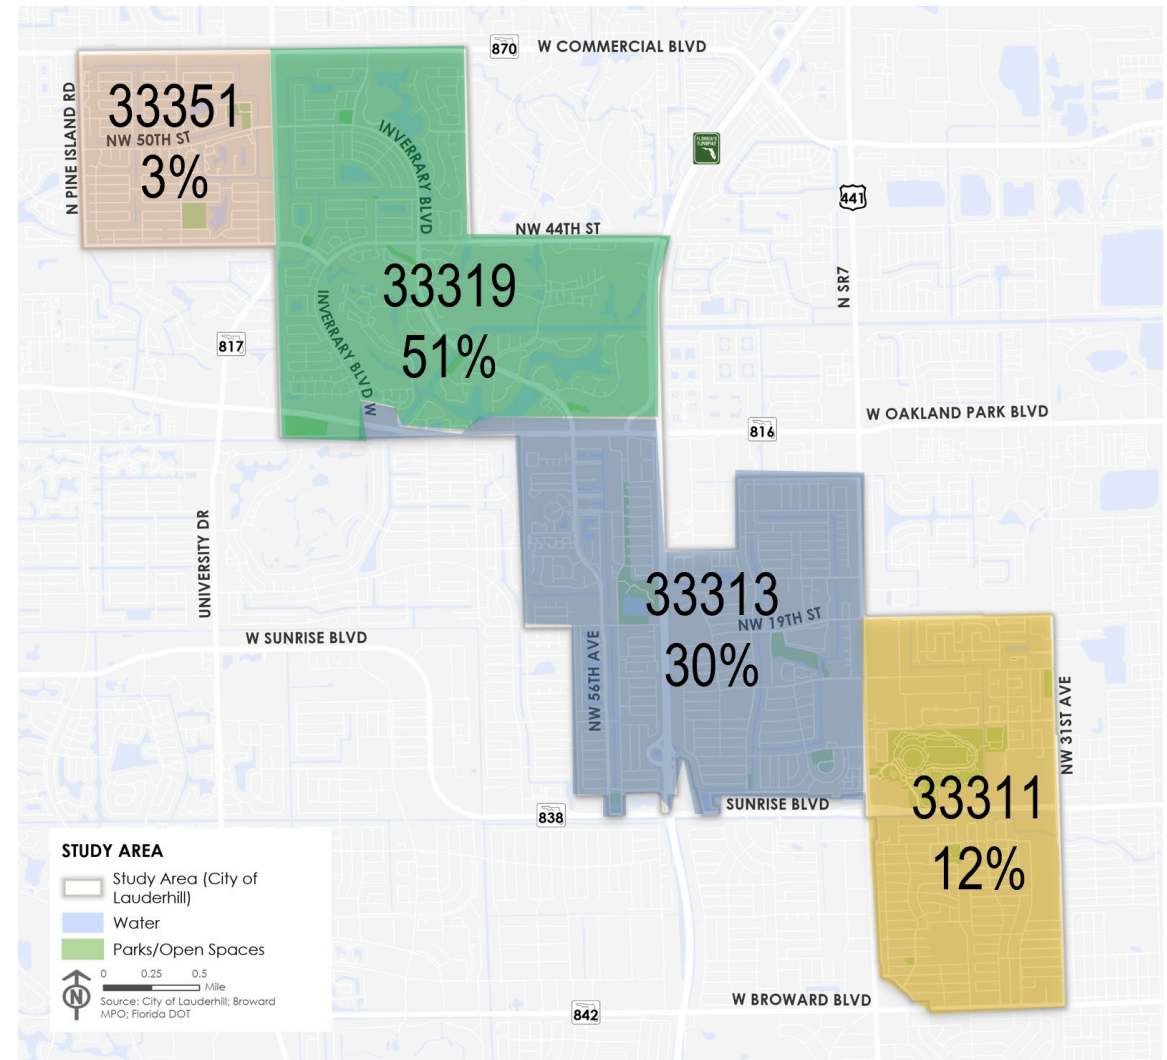 870
W COMMERCIAL BLVD
N PINE ISLAND RD
33351
NW 50TH ST
3%
INVERRARY BLVD
FLORIDA'S
TURNPIKE
441
NW 44TH ST
33319
51%
INVERRARY BLVD W
N SR7
817
W OAKLAND PARK BLVD
816
UNIVERSITY DR
33313
NW 19TH ST
30%
W SUNRISE BLVD
NW 56TH AVE
NW 31ST AVE
33311
12%
SUNRISE BLVD
838
STUDY AREA
Study Area (City of
Lauderhill)
Water
Parks/Open Spaces
N
0 0.25 0.5
Mile
Source: City of Lauderhill; Broward
MPO; Florida DOT
W BROWARD BLVD
842